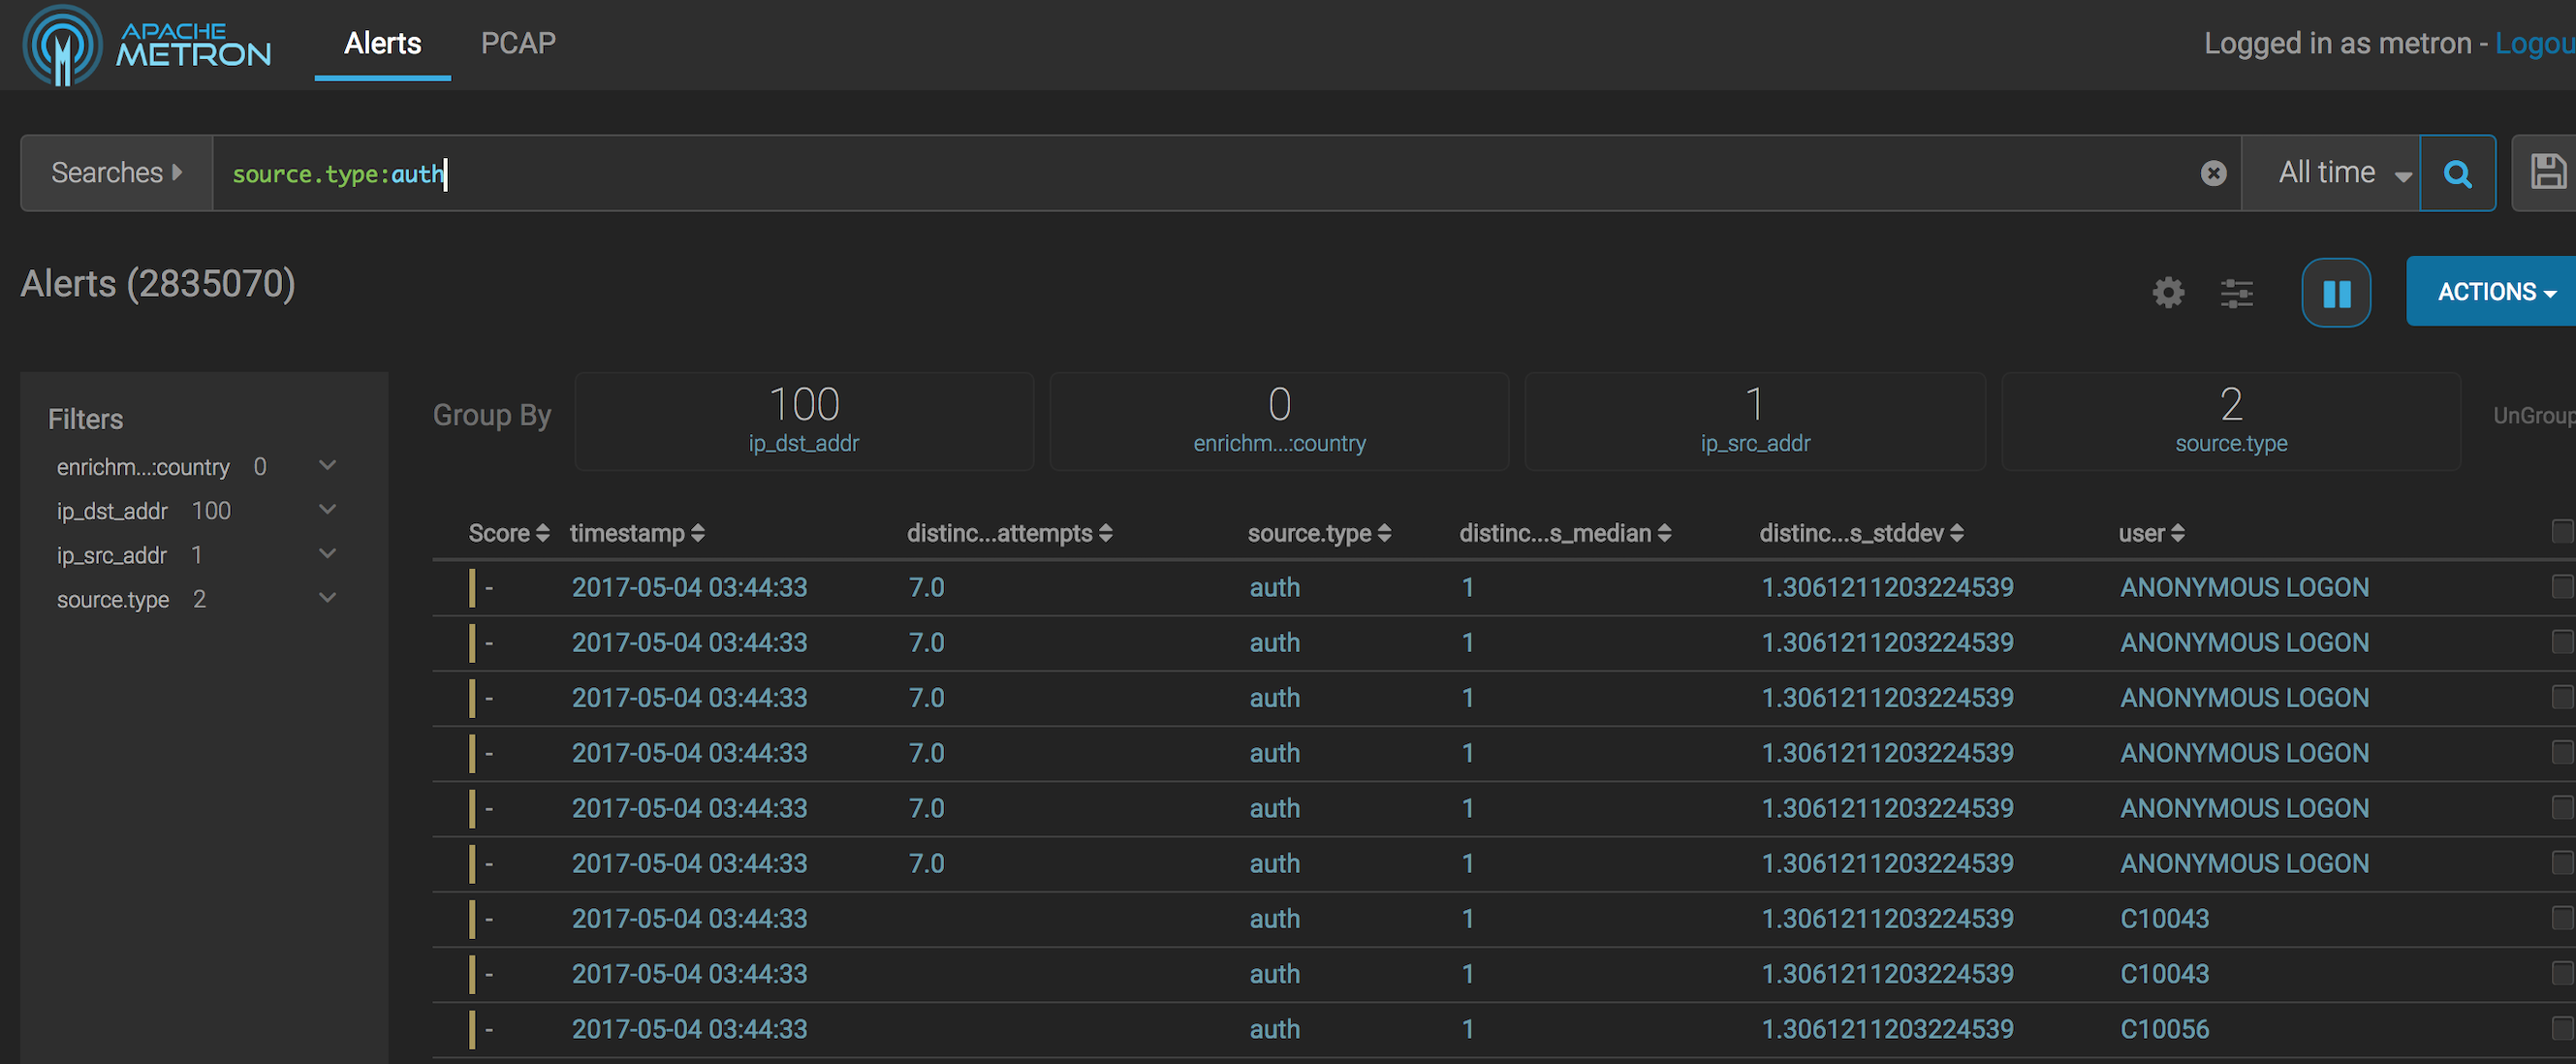 APACHE
METRON
Alerts
PCAP
Logged in as metron - Logou
Searches
source.type:auth
All time
Alerts (2835070)
ACTIONS
Filters
enrichm...:country 0
ip_dst_addr 100
ip_src_addr 1
source.type 2
Group By
100
ip_dst_addr
0
enrichm...:country
1
ip_src_addr
2
source.type
UnGroup
Score timestamp distinc...attempts source.type distinc...s_median distinc...s_stddev user
- 2017-05-04 03:44:33 7.0 auth 1 1.3061211203224539 ANONYMOUS LOGON
- 2017-05-04 03:44:33 7.0 auth 1 1.3061211203224539 ANONYMOUS LOGON
- 2017-05-04 03:44:33 7.0 auth 1 1.3061211203224539 ANONYMOUS LOGON
- 2017-05-04 03:44:33 7.0 auth 1 1.3061211203224539 ANONYMOUS LOGON
- 2017-05-04 03:44:33 7.0 auth 1 1.3061211203224539 ANONYMOUS LOGON
- 2017-05-04 03:44:33 7.0 auth 1 1.3061211203224539 ANONYMOUS LOGON
- 2017-05-04 03:44:33 auth 1 1.3061211203224539 C10043
- 2017-05-04 03:44:33 auth 1 1.3061211203224539 C10043
- 2017-05-04 03:44:33 auth 1 1.3061211203224539 C10056